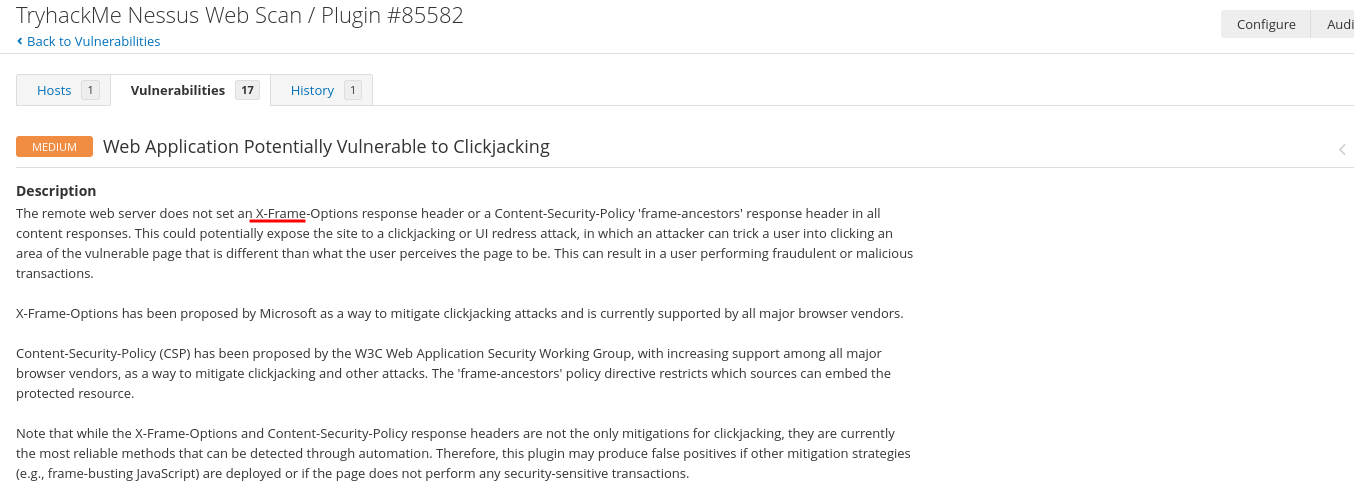 TryhackMe Nessus Web Scan / Plugin #85582
Configure Audi
Back to Vulnerabilities
Hosts 1 Vulnerabilities 17 History 1
MEDIUM Web Application Potentially Vulnerable to Clickjacking
Description
The remote web server does not set an X-Frame-Options response header or a Content-Security-Policy 'frame-ancestors' response header in all
content responses. This could potentially expose the site to a clickjacking or UI redress attack, in which an attacker can trick a user into clicking an
area of the vulnerable page that is different than what the user perceives the page to be. This can result in a user performing fraudulent or malicious
transactions.
X-Frame-Options has been proposed by Microsoft as a way to mitigate clickjacking attacks and is currently supported by all major browser vendors.
Content-Security-Policy (CSP) has been proposed by the W3C Web Application Security Working Group, with increasing support among all major
browser vendors, as a way to mitigate clickjacking and other attacks. The 'frame-ancestors' policy directive restricts which sources can embed the
protected resource.
Note that while the X-Frame-Options and Content-Security-Policy response headers are not the only mitigations for clickjacking, they are currently
the most reliable methods that can be detected through automation. Therefore, this plugin may produce false positives if other mitigation strategies
(e.g., frame-busting JavaScript) are deployed or if the page does not perform any security-sensitive transactions.